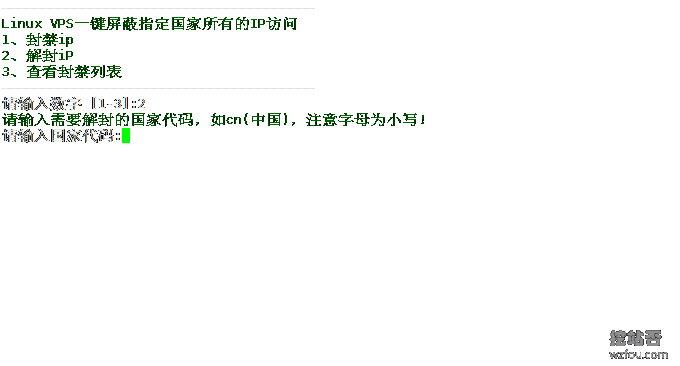 Linux VPS一键屏蔽指定国家所有的IP访问
1、封禁ip
2、解封iP
3、查看封禁列表
请输入数字 [1-3]:2
请输入需要解封的国家代码，如cn(中国)，注意字母为小写！
请输入国家代码:
挖站否
wzfou.com